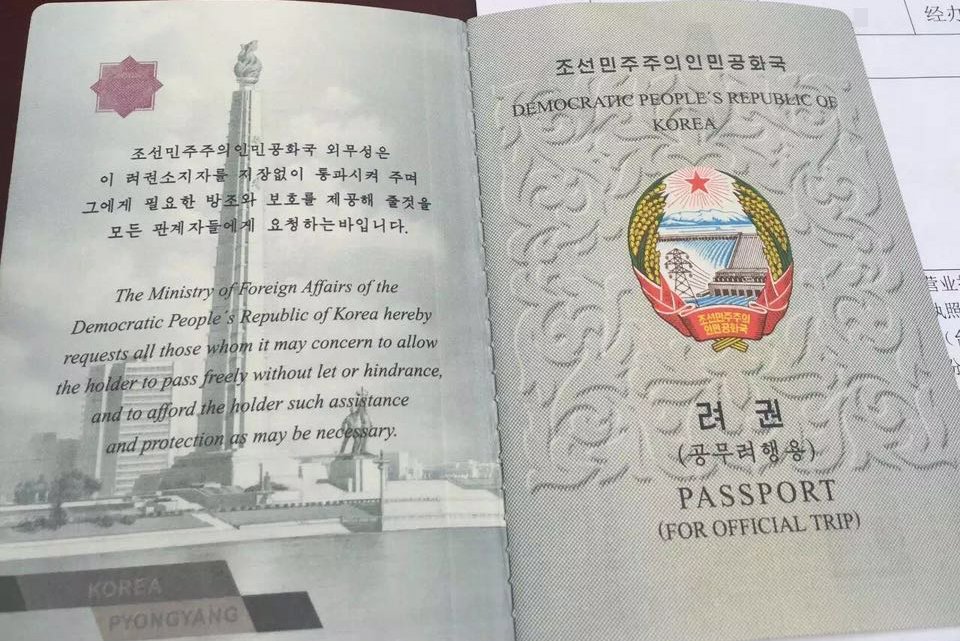 조선민주주의인민공화국 외무성은
이 려권소지자를 지장없이 통과시켜 주며
그에게 필요한 방조와 보호를 제공해 줄것을
모든 관계자들에게 요청하는바입니다.
The Ministry of Foreign Affairs of the
Democratic People´s Republic of Korea hereby
requests all those whom it may concern to allow
the holder to pass freely without let or hindrance,
and to afford the holder such assistance
and protection as may be necessary.
KOREA
PYONGYANG
조선민주주의인민공화국
DEMOCRATIC PEOPLE´S REPUBLIC OF
KOREA
조선민주주의
인민공화국
려 권
(공무려행용)
PASSPORT
(FOR OFFICIAL TRIP)
经办
营业
执照